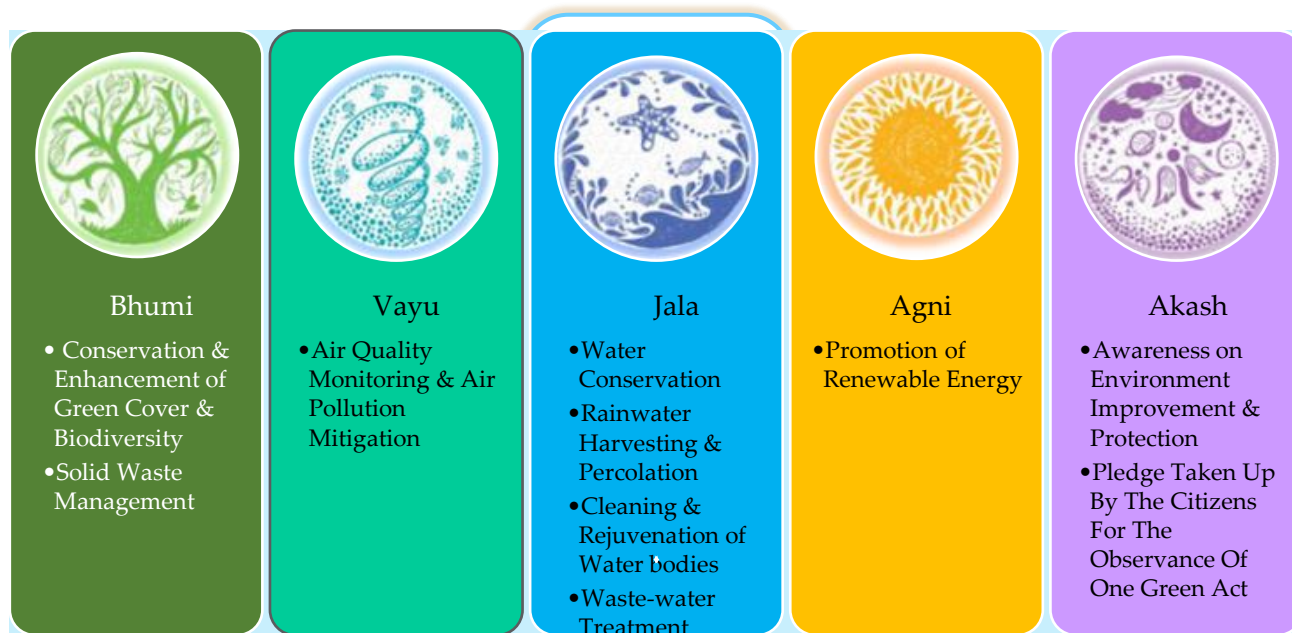 Bhumi
• Conservation &
Enhancement of
Green Cover &
Biodiversity
•Solid Waste
Management
Vayu
•Air Quality
Monitoring & Air
Pollution
Mitigation
Jala
•Water
Conservation
•Rainwater
Harvesting &
Percolation
•Cleaning &
Rejuvenation of
Water bodies
•Waste-water
Treatment
Agni
•Promotion of
Renewable Energy
Akash
•Awareness on
Environment
Improvement &
Protection
•Pledge Taken Up
By The Citizens
For The
Observance Of
One Green Act